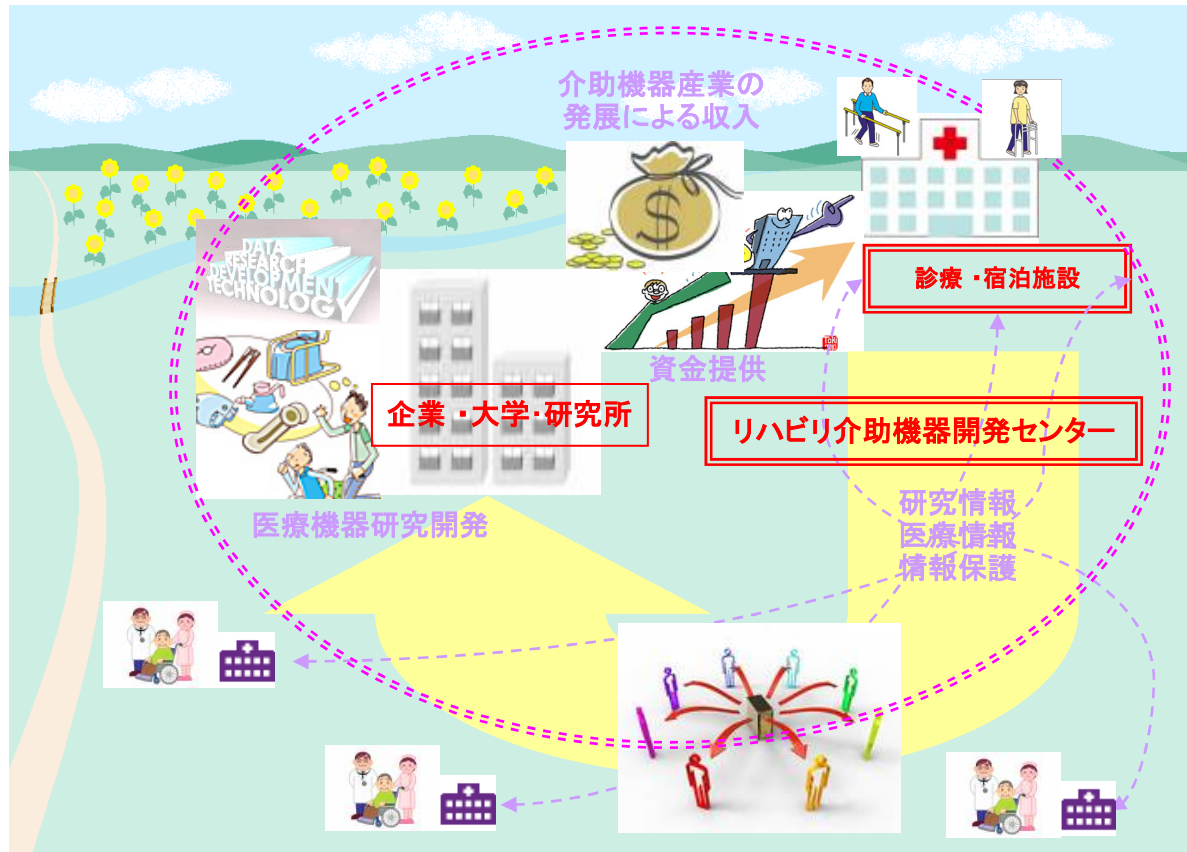 介助機器産業の
発展による収入
DATA
RESEARCH
DEVELOPMENT
TECHNOLOGY
$
診療・宿泊施設
資金提供
企業・大学・研究所
リハビリ介助機器開発センター
研究情報
医療情報
情報保護
医療機器研究開発